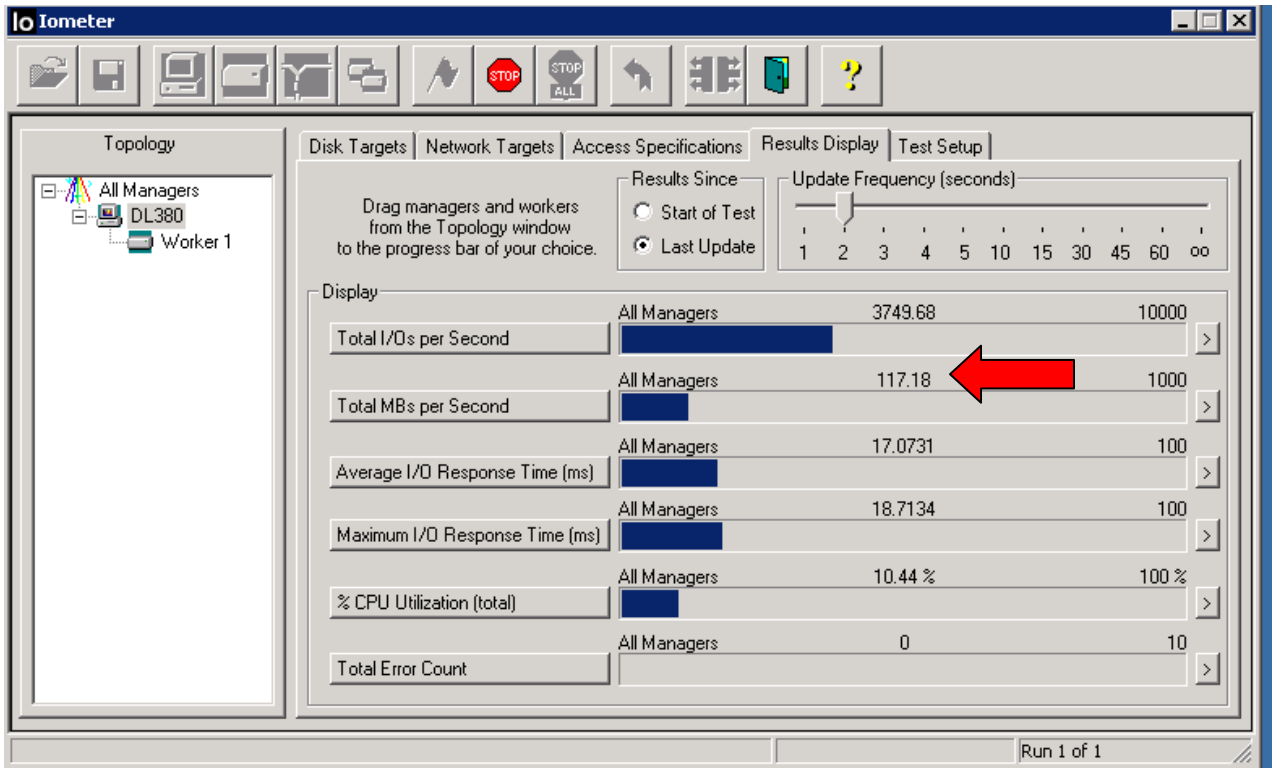 Io Iometer
STOP
STOP
ALL
?
Topology
All Managers
DL380
Worker 1
Disk Targets
Network Targets
Access Specifications
Results Display
Test Setup
Drag managers and workers
from the Topology window
to the progress bar of your choice.
Results Since
Start of Test
Last Update
Update Frequency (seconds)
1 2 3 4 5 10 15 30 45 60 oo
Display
All Managers 3749.68 10000
Total I/Os per Second >
All Managers 117.18 1000
Total MBs per Second >
All Managers 17.0731 100
Average I/O Response Time (ms) >
All Managers 18.7134 100
Maximum I/O Response Time (ms) >
All Managers 10.44 % 100 %
% CPU Utilization (total) >
All Managers 0 10
Total Error Count >
Run 1 of 1